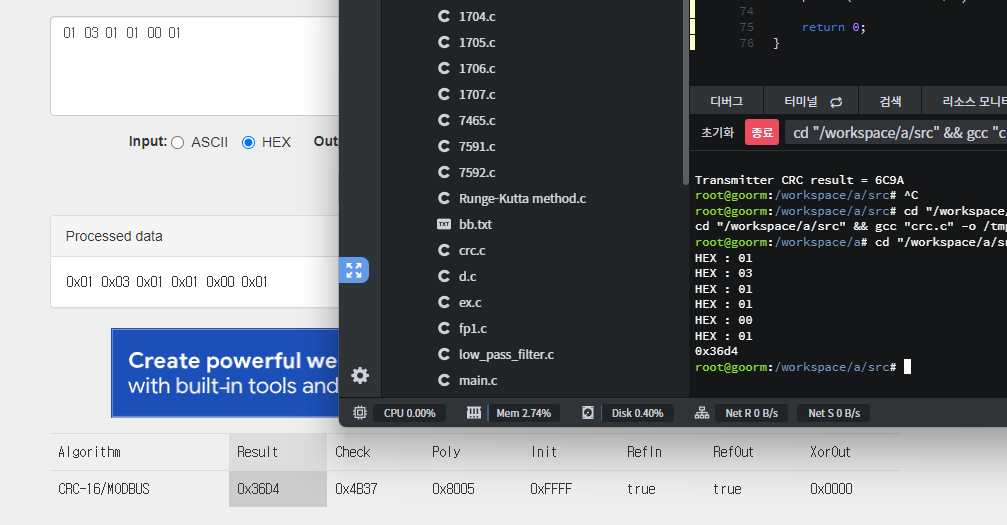 01 03 01 01 00 01
Input: ASCII HEX Out
Processed data
0x01 0x03 0x01 0x01 0x00 0x01
Create powerful we
with built-in tools and
Algorithm Result Check Poly Init RefIn RefOut XorOut
CRC-16/MODBUS 0x36D4 0x4B37 0x8005 0xFFFF true true 0x0000
C 1704.c
C 1705.c
C 1706.c
C 1707.c
C 7465.c
C 7591.c
C 7592.c
C Runge-Kutta method.c
TXT bb.txt
C crc.c
C d.c
C ex.c
C fp1.c
C low_pass_filter.c
C main.c
74
75 return 0;
76 }
디버그 터미널 검색 리소스 모니터
초기화 종료 cd "/workspace/a/src" && gcc "c
Transmitter CRC result = 6C9A
root@goorm:/workspace/a/src# ^C
root@goorm:/workspace/a/src# cd "/workspace/
cd "/workspace/a/src" && gcc "crc.c" -o /tmp
root@goorm:/workspace/a# cd "/workspace/a/sr
HEX : 01
HEX : 03
HEX : 01
HEX : 01
HEX : 00
HEX : 01
0x36d4
root@goorm:/workspace/a/src#
CPU 0.00% Mem 2.74% Disk 0.40% Net R 0 B/s Net S 0 B/s